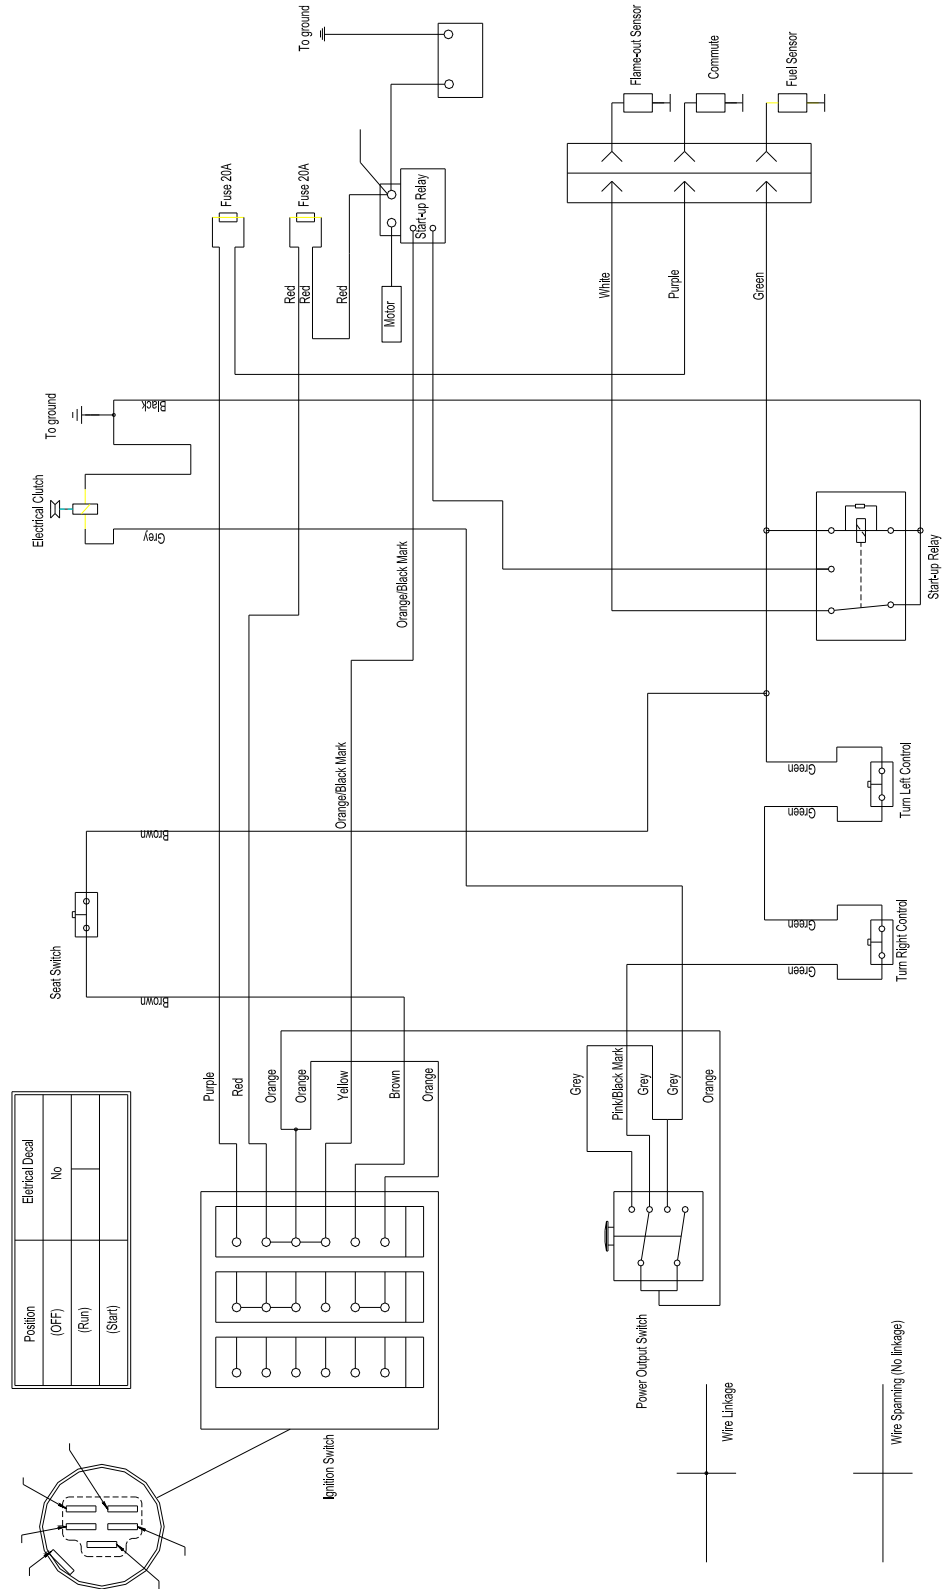 To ground
Flame-out Sensor
Commute
Fuel Sensor
Fuse 20A
Fuse 20A
Start-up Relay
Red
Red
Red
Motor
White
Purple
Green
To ground
Black
Electrical Clutch
Grey
Orange/Black Mark
Start-up Relay
Orange/Black Mark
Green
Green
Turn Left Control
Brown
Seat Switch
Brown
Green
Green
Turn Right Control
Purple
Red
Orange
Orange
Yellow
Brown
Orange
Grey
Pink/Black Mark
Grey
Grey
Orange
Position
Eletrical Decal
(OFF)
No
(Run)
(Start)
Power Output Switch
Ignition Switch
Wire Linkage
Wire Spanning (No linkage)